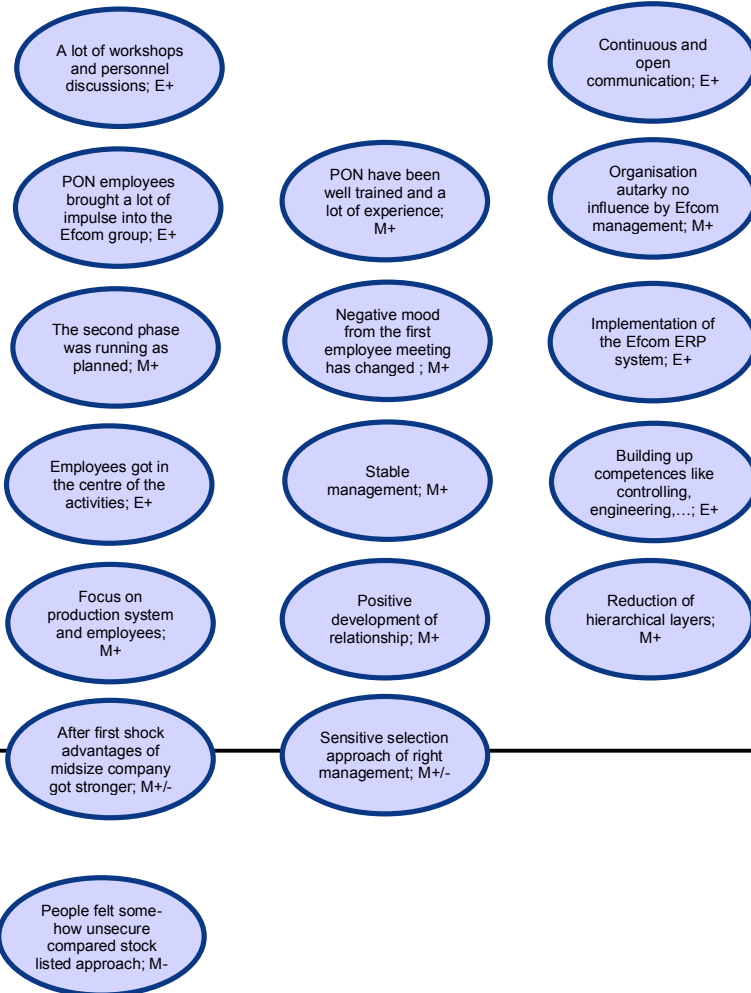 A lot of workshops
and personnel
discussions; E+
Continuous and
open
communication; E+
PON employees
brought a lot of
impulse into the
Efcom group; E+
PON have been
well trained and a
lot of experience;
M+
Organisation
autarky no
influence by Efcom
management; M+
The second phase
was running as
planned; M+
Negative mood
from the first
employee meeting
has changed ; M+
Implementation of
the Efcom ERP
system; E+
Employees got in
the centre of the
activities; E+
Stable
management; M+
Building up
competences like
controlling,
engineering,...; E+
Focus on
production system
and employees;
M+
Positive
development of
relationship; M+
Reduction of
hierarchical layers;
M+
After first shock
advantages of
midsize company
got stronger; M+/-
Sensitive selection
approach of right
management; M+/-
People felt some-
how unsecure
compared stock
listed approach; M-